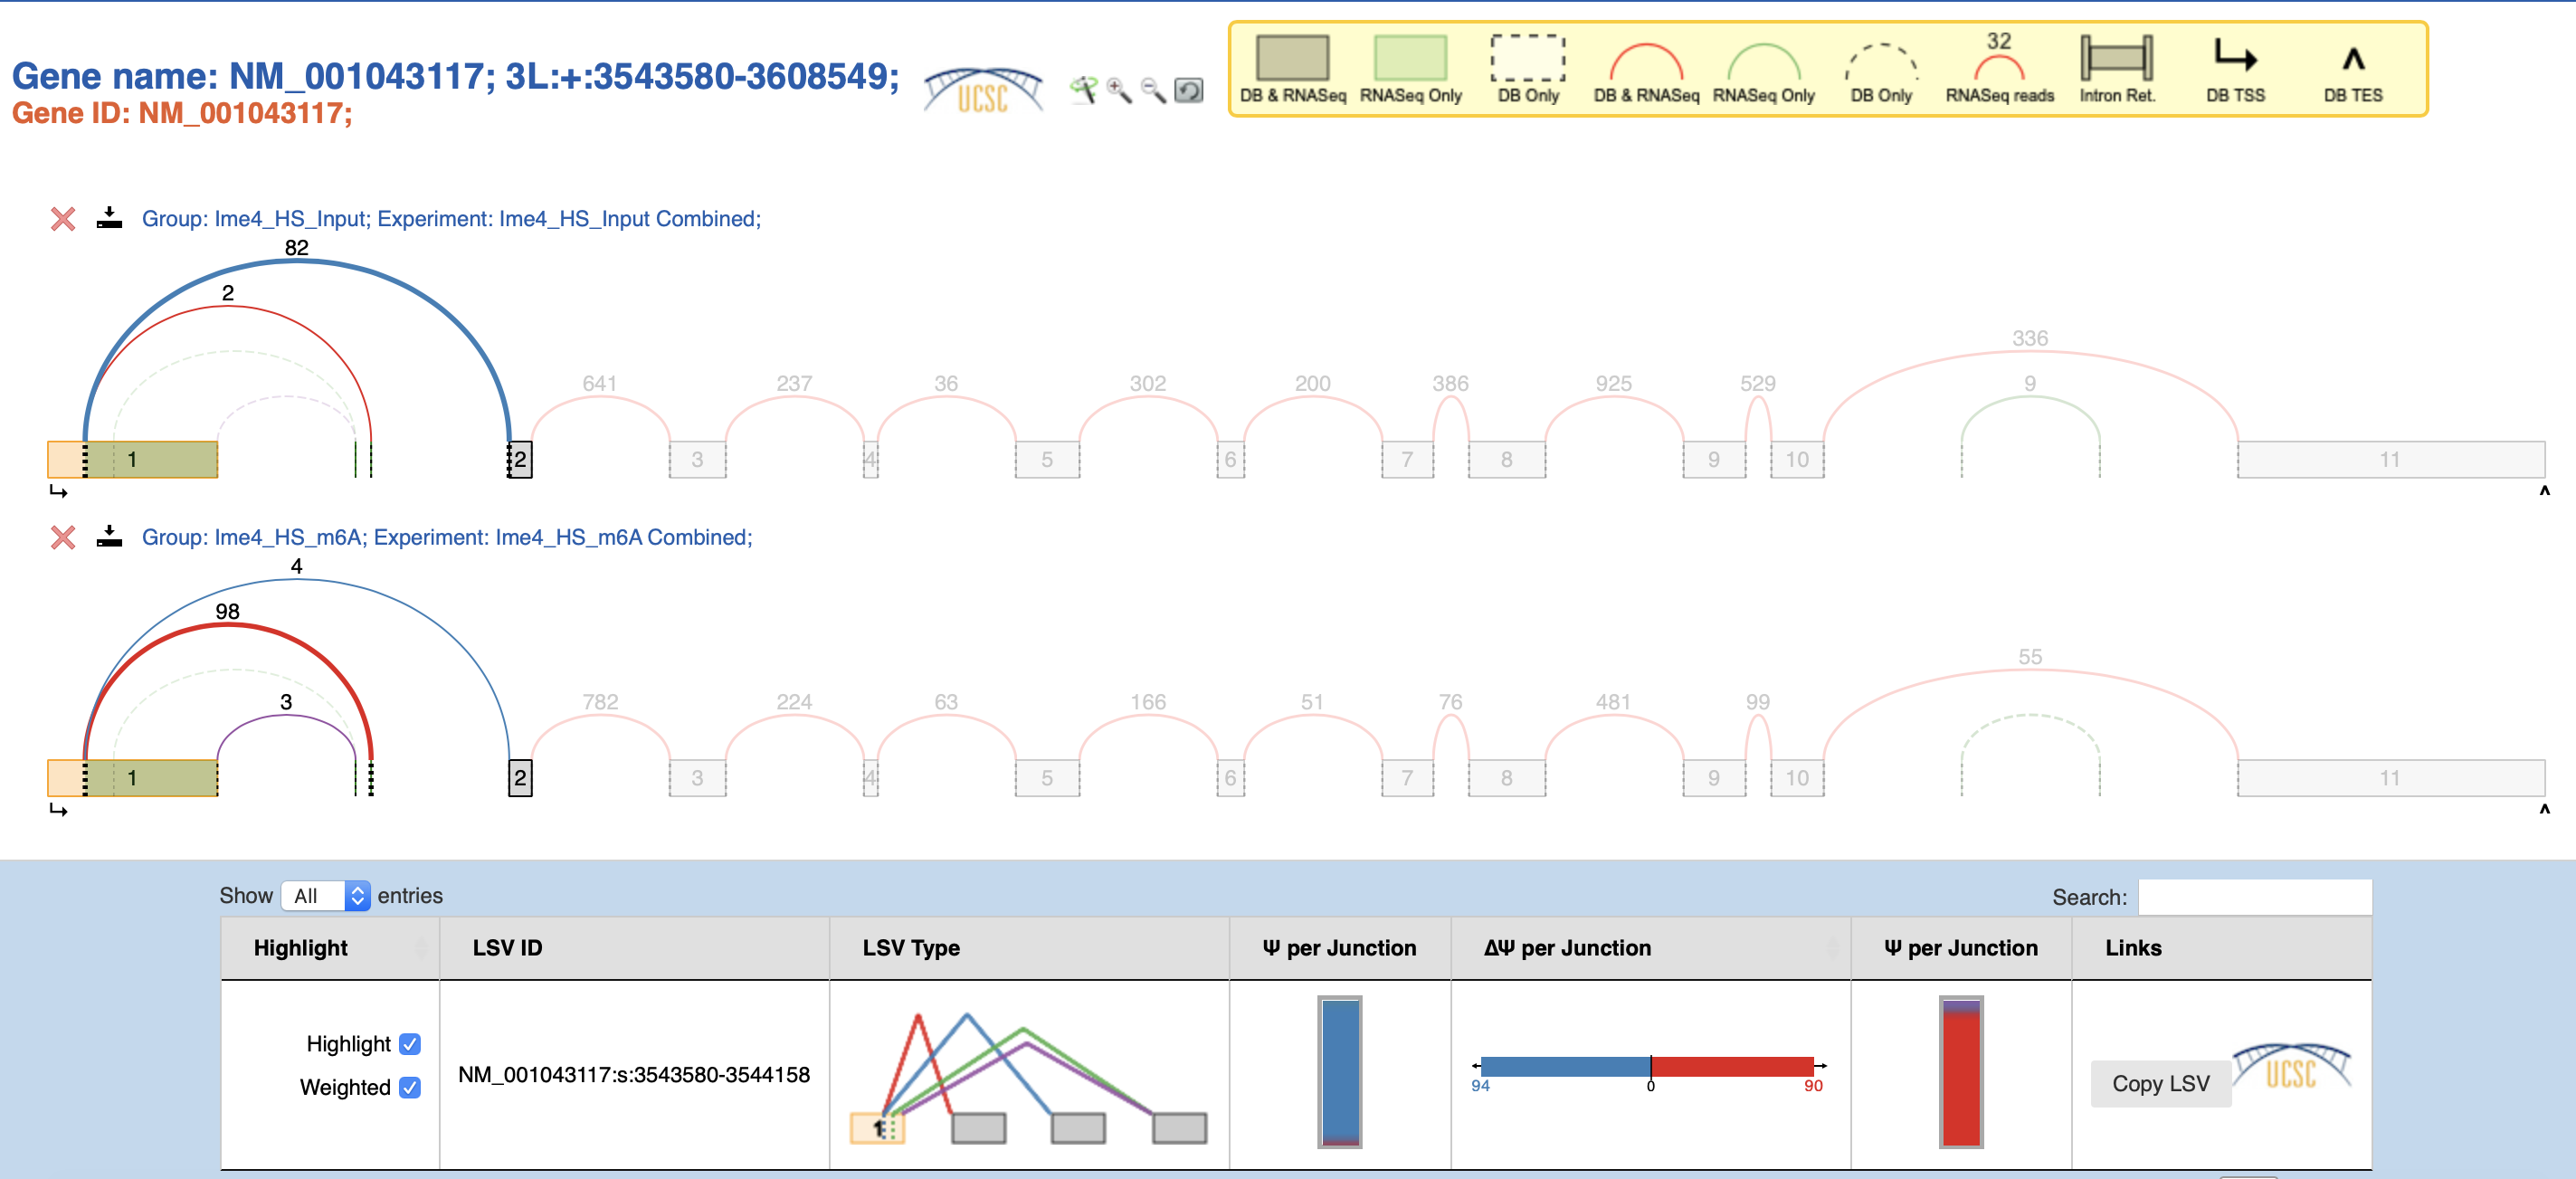 Gene name: NM_001043117; 3L:+:3543580-3608549;
Gene ID: NM_001043117;
UCSC
32
DB & RNASeq RNASeq Only DB Only DB & RNASeq RNASeq Only DB Only RNASeq reads Intron Ret. DB TSS DB TES
Group: Ime4_HS_Input; Experiment: Ime4_HS_Input Combined;
82
2
336
641 237 36 302 200 386 925 529 9
1 2 3 4 5 6 7 8 9 10 11
Group: Ime4_HS_m6A; Experiment: Ime4_HS_m6A Combined;
4
98
55
3 782 224 63 166 51 76 481 99
1 2 3 4 5 6 7 8 9 10 11
Show All entries Search:
Highlight LSV ID LSV Type Ψ per Junction ΔΨ per Junction Ψ per Junction Links
Highlight
Weighted
NM_001043117:s:3543580-3544158
1
94 0 90
Copy LSV
UCSC